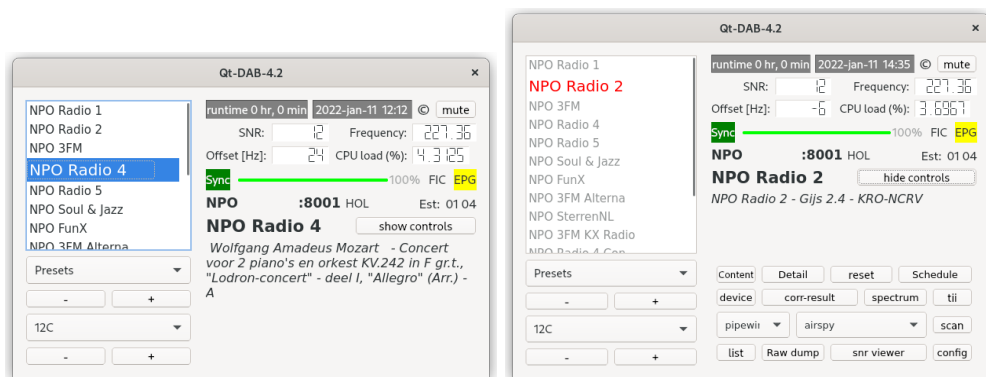 Qt-DAB-4.2 ×
NPO Radio 1
NPO Radio 2
NPO 3FM
NPO Radio 4
NPO Radio 5
NPO Soul & Jazz
NPO FunX
NPO 3FM Alterna
Presets
- +
12C
- +
runtime 0 hr, 0 min 2022-jan-11 12:12 © mute
SNR: 12 Frequency: 227.36
Offset [Hz]: 24 CPU load (%): 4.3125
Sync 100% FIC EPG
NPO :8001 HOL Est: 01 04
NPO Radio 4 show controls
Wolfgang Amadeus Mozart - Concert
voor 2 piano's en orkest KV.242 in F gr.t.,
"Lodron-concert" - deel I, "Allegro" (Arr.) -
A
Qt-DAB-4.2 ×
NPO Radio 1
NPO Radio 2
NPO 3FM
NPO Radio 4
NPO Radio 5
NPO Soul & Jazz
NPO FunX
NPO 3FM Alterna
NPO SterrenNL
NPO 3FM KX Radio
NPO Radio 4 Con
Presets
- +
12C
- +
runtime 0 hr, 0 min 2022-jan-11 14:35 © mute
SNR: 12 Frequency: 227.36
Offset [Hz]: -6 CPU load (%): 3.6967
Sync 100% FIC EPG
NPO :8001 HOL Est: 01 04
NPO Radio 2 hide controls
NPO Radio 2 - Gijs 2.4 - KRO-NCRV
Content Detail reset Schedule
device corr-result spectrum tii
pipewir airspy scan
list Raw dump snr viewer config